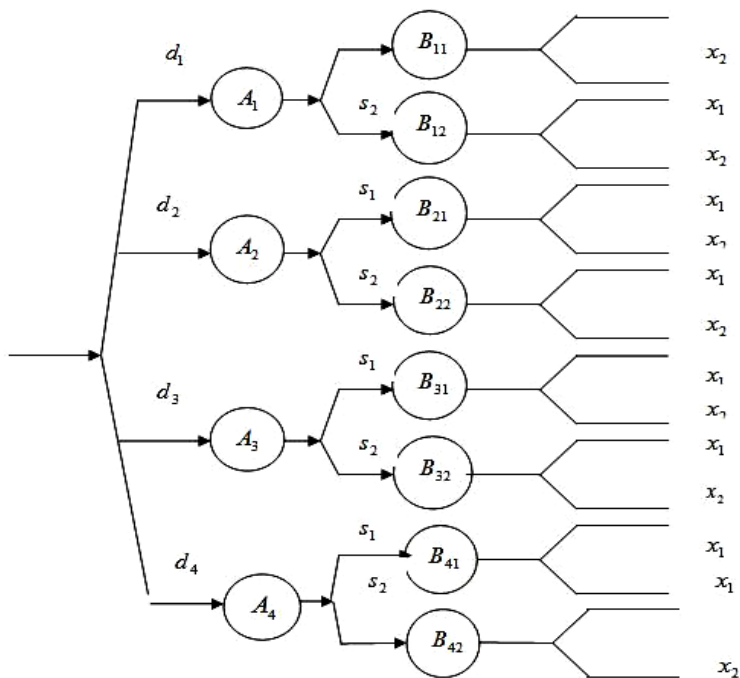 d₁ A₁ B₁₁ x₂
s₂ B₁₂ x₁
x₂
d₂ A₂ s₁ B₂₁ x₁
x₂
s₂ B₂₂ x₁
x₂
d₃ A₃ s₁ B₃₁ x₁
x₂
s₂ B₃₂ x₁
x₂
d₄ A₄ s₁ B₄₁ x₁
s₂ x₁
B₄₂ x₂